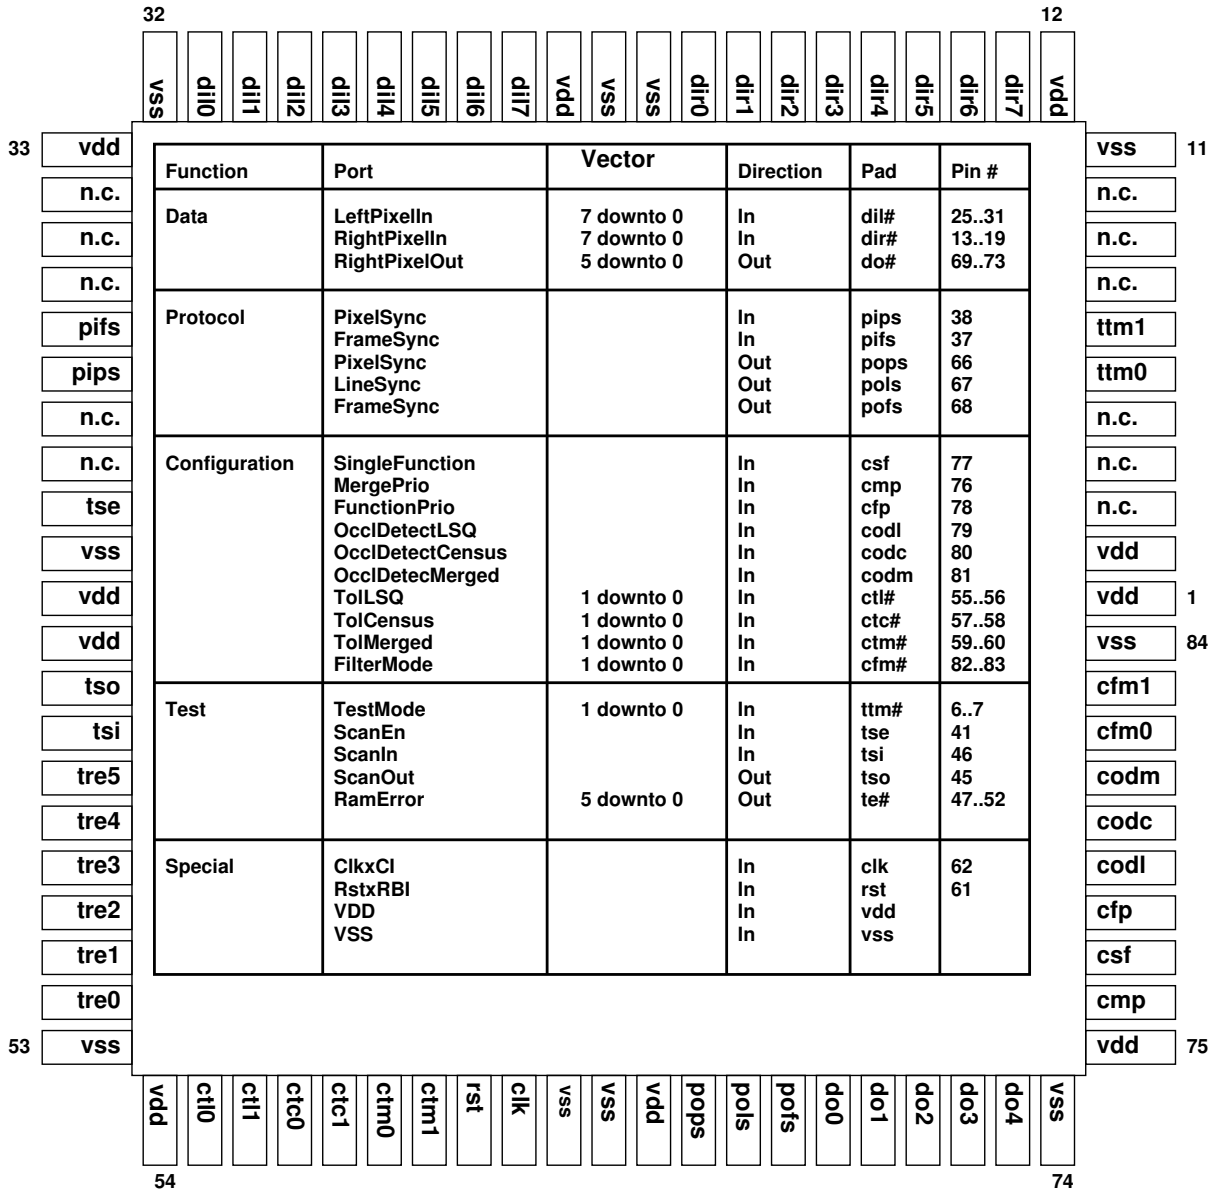 32 12
vss dil0 dil1 dil2 dil3 dil4 dil5 dil6 dil7 vdd vss vss dir0 dir1 dir2 dir3 dir4 dir5 dir6 dir7 vdd
33 vdd
n.c.
n.c.
n.c.
pifs
pips
n.c.
n.c.
tse
vss
vdd
vdd
tso
tsi
tre5
tre4
tre3
tre2
tre1
tre0
53 vss
Function Port Vector Direction Pad Pin #
Data LeftPixelIn 7 downto 0 In dil# 25..31
RightPixelIn 7 downto 0 In dir# 13..19
RightPixelOut 5 downto 0 Out do# 69..73
Protocol PixelSync In pips 38
FrameSync In pifs 37
PixelSync Out pops 66
LineSync Out pols 67
FrameSync Out pofs 68
Configuration SingleFunction In csf 77
MergePrio In cmp 76
FunctionPrio In cfp 78
OcclDetectLSQ In codl 79
OcclDetectCensus In codc 80
OcclDetecMerged In codm 81
TolLSQ 1 downto 0 In ctl# 55..56
TolCensus 1 downto 0 In ctc# 57..58
TolMerged 1 downto 0 In ctm# 59..60
FilterMode 1 downto 0 In cfm# 82..83
Test TestMode 1 downto 0 In ttm# 6..7
ScanEn In tse 41
ScanIn In tsi 46
ScanOut Out tso 45
RamError 5 downto 0 Out te# 47..52
Special ClkxCI In clk 62
RstxRBI In rst 61
VDD In vdd
VSS In vss
vss 11
n.c.
n.c.
n.c.
ttm1
ttm0
n.c.
n.c.
n.c.
vdd
vdd 1
vss 84
cfm1
cfm0
codm
codc
codl
cfp
csf
cmp
vdd 75
vdd ctl0 ctl1 ctc0 ctc1 ctm0 ctm1 rst clk vss vss vdd pops pols pofs do0 do1 do2 do3 do4 vss
54 74